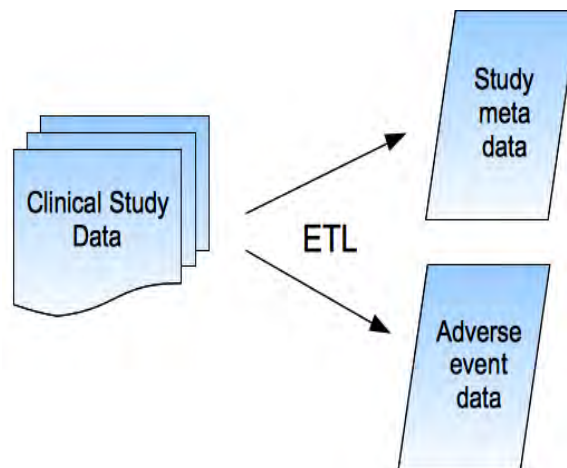 Clinical Study
Data
ETL
Study
meta
data
Adverse
event
data